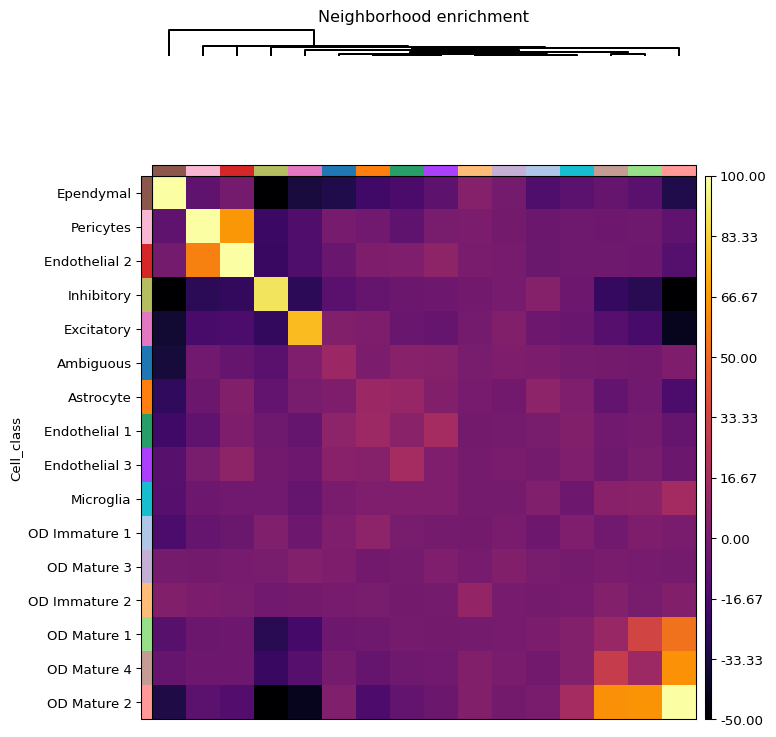 Neighborhood enrichment
Cell_class
Ependymal
Pericytes
Endothelial 2
Inhibitory
Excitatory
Ambiguous
Astrocyte
Endothelial 1
Endothelial 3
Microglia
OD Immature 1
OD Mature 3
OD Immature 2
OD Mature 1
OD Mature 4
OD Mature 2
100.00
83.33
66.67
50.00
33.33
16.67
0.00
-16.67
-33.33
-50.00